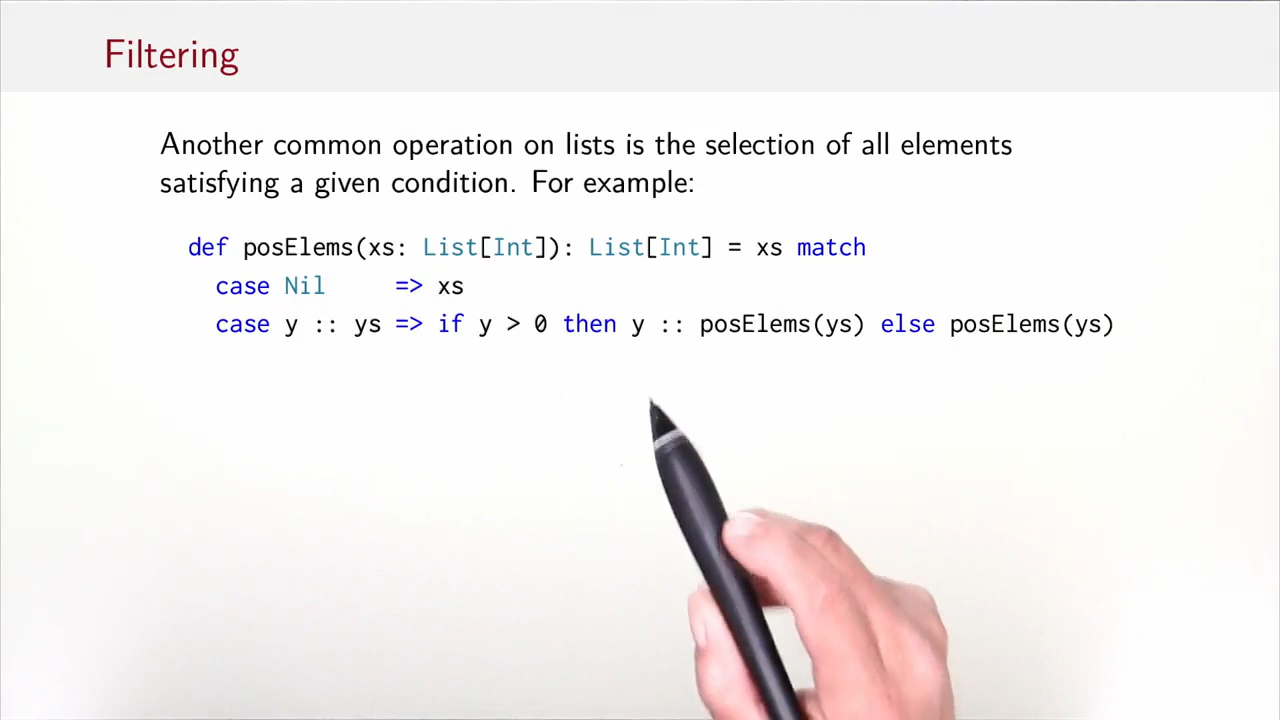 Filtering
Another common operation on lists is the selection of all elements
satisfying a given condition. For example:
def posElems(xs: List[Int]): List[Int] = xs match
case Nil => xs
case y :: ys => if y > 0 then y :: posElems(ys) else posElems(ys)